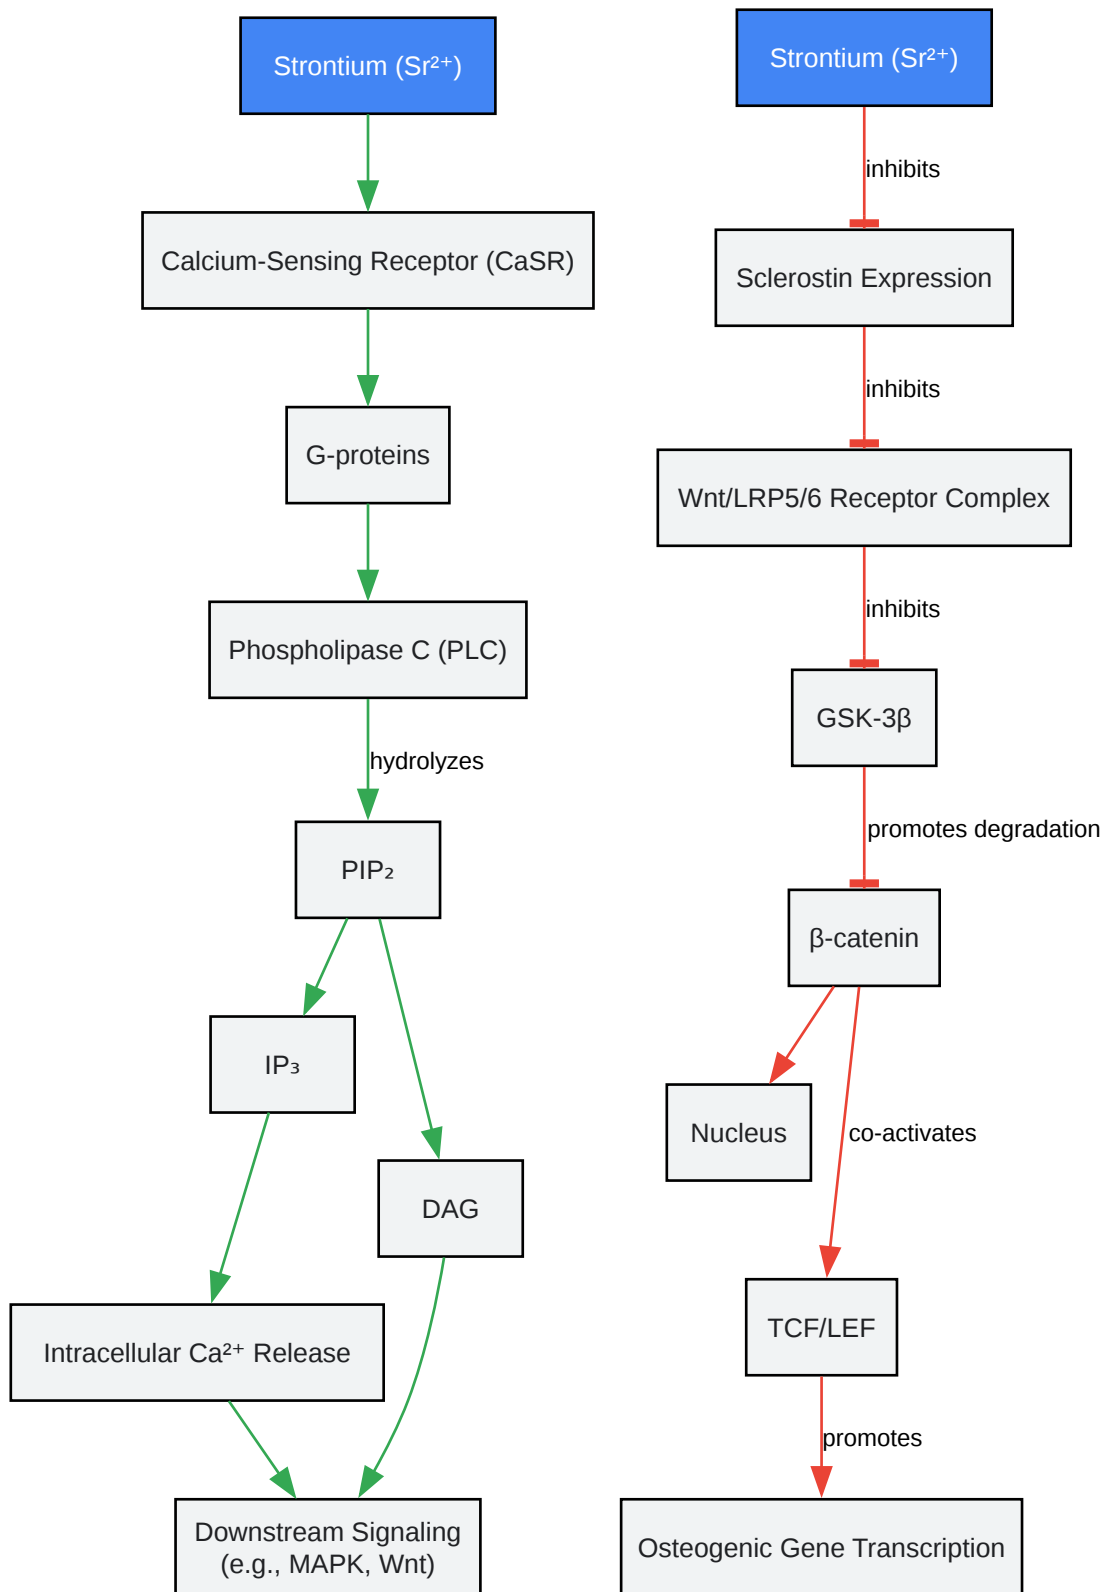 Strontium (Sr²⁺)
Calcium-Sensing Receptor (CaSR)
G-proteins
Phospholipase C (PLC)
hydrolyzes
PIP₂
IP₃
DAG
Intracellular Ca²⁺ Release
Downstream Signaling
(e.g., MAPK, Wnt)
Strontium (Sr²⁺)
inhibits
Sclerostin Expression
inhibits
Wnt/LRP5/6 Receptor Complex
inhibits
GSK-3β
promotes degradation
β-catenin
Nucleus
co-activates
TCF/LEF
promotes
Osteogenic Gene Transcription